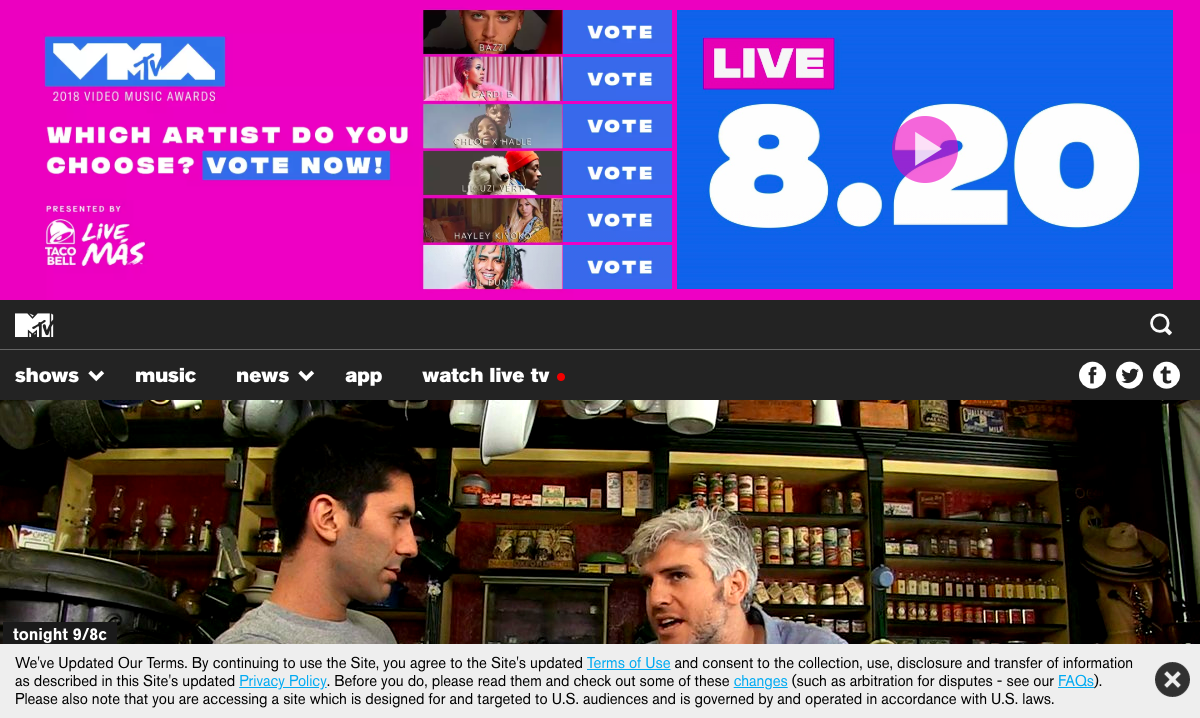 VMA
MTV
2018 VIDEO MUSIC AWARDS
WHICH ARTIST DO YOU
CHOOSE? VOTE NOW!
PRESENTED BY
TACO
BELL
LiVE
MÁS
BAZZI
VOTE
CARDI B
VOTE
CHLOE X HALLE
VOTE
LIL UZI VERT
VOTE
HAYLEY KIYOKO
VOTE
LIL PUMP
VOTE
LIVE
8.20
MTV
shows
music
news
app
watch live tv
CHALLENGE
MILK
tonight 9/8c
We've Updated Our Terms. By continuing to use the Site, you agree to the Site's updated Terms of Use and consent to the collection, use, disclosure and transfer of information
as described in this Site's updated Privacy Policy. Before you do, please read them and check out some of these changes (such as arbitration for disputes - see our FAQs).
Please also note that you are accessing a site which is designed for and targeted to U.S. audiences and is governed by and operated in accordance with U.S. laws.